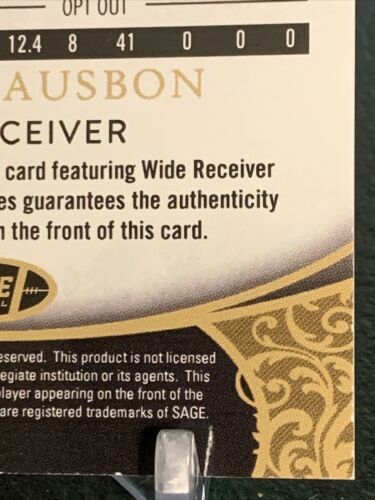 OPT OUT
12.4 8 41 0 0 0
AUSBON
CEIVER
card featuring Wide Receiver
es guarantees the authenticity
n the front of this card.
E
eserved. This product is not licensed
egiate institution or its agents. This
player appearing on the front of the
are registered trademarks of SAGE.